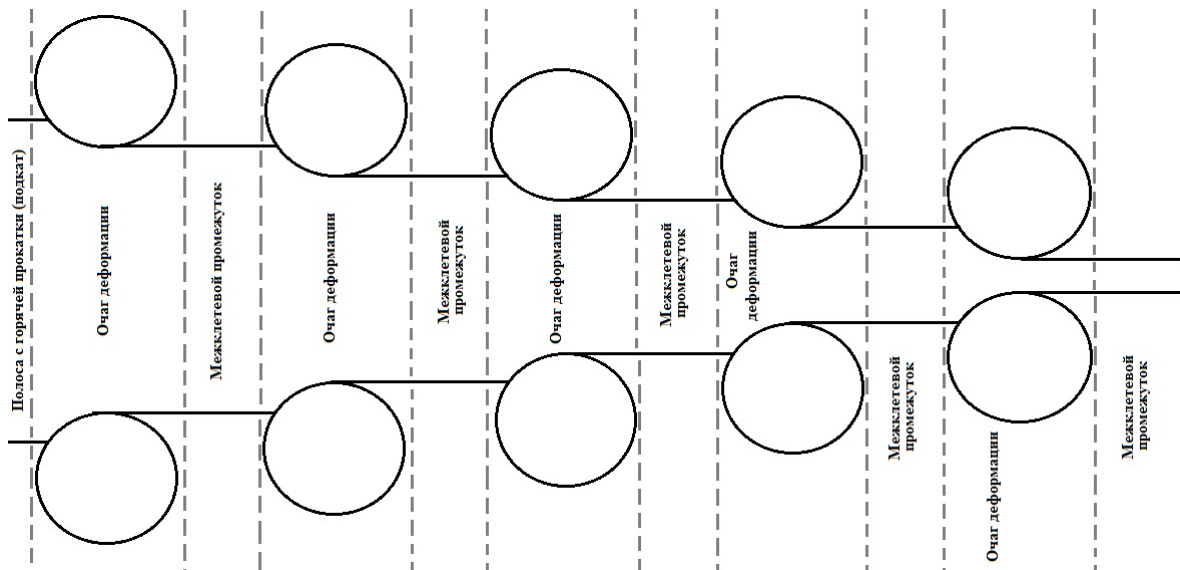 Полоса с горячей прокатки (подкат)
Очаг деформации
Межклетевой промежуток
Очаг деформации
Межклетевой
промежуток
Очаг деформации
Межклетевой
промежуток
Очаг
деформации
Межклетевой
промежуток
Очаг деформации
Межклетевой
промежуток